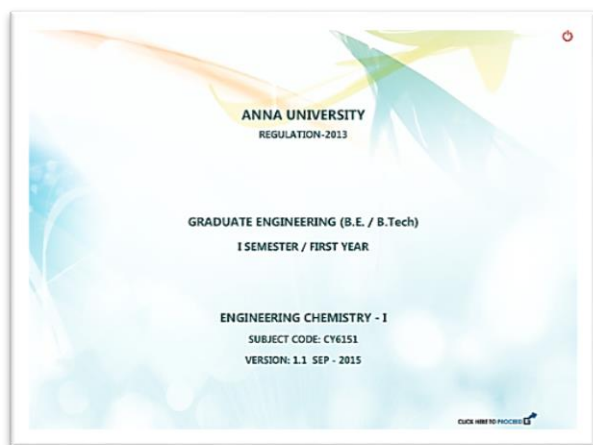 ANNA UNIVERSITY
REGULATION-2013
GRADUATE ENGINEERING (B.E. / B.Tech)
I SEMESTER / FIRST YEAR
ENGINEERING CHEMISTRY - I
SUBJECT CODE: CY6151
VERSION: 1.1 SEP - 2015
CLICK HERE TO PROCEED